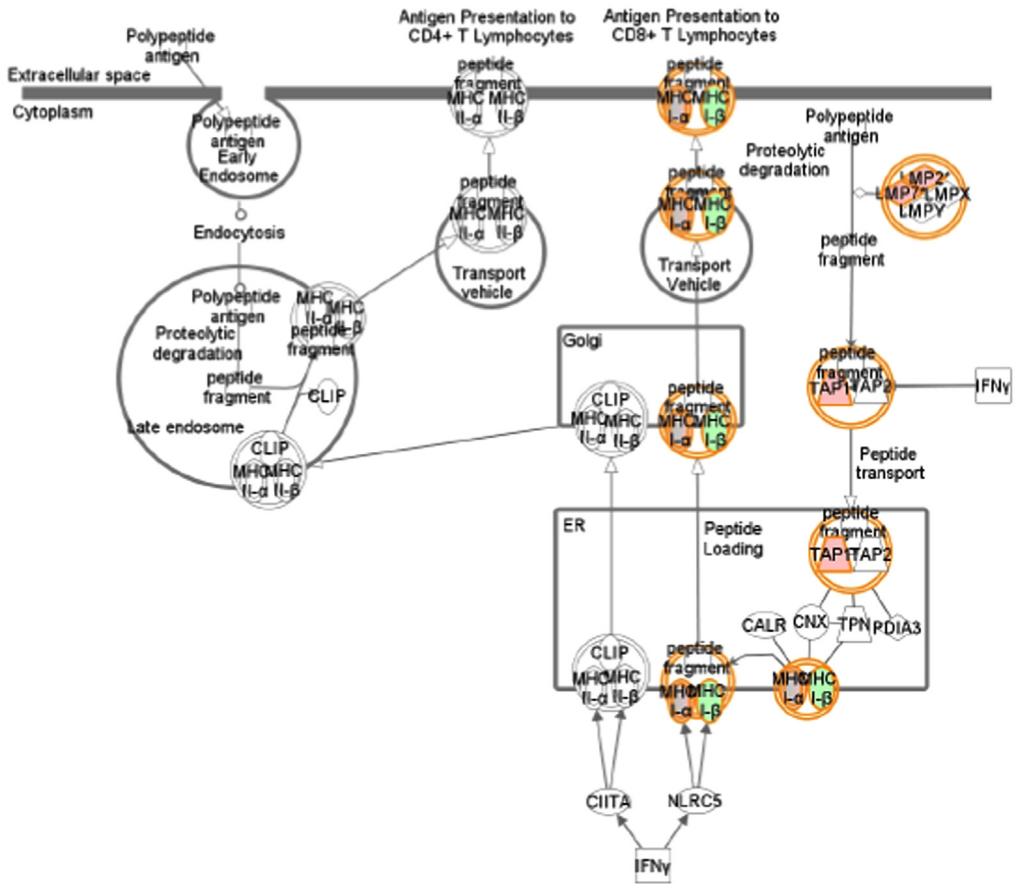 Antigen Presentation to
CD4+ T Lymphocytes
Antigen Presentation to
CD8+ T Lymphocytes
Polypeptide
antigen
Extracellular space
Cytoplasm
peptide
fragment
MHC MHC
II-α II-β
peptide
fragment
MHC MHC
I-α I-β
Polypeptide
antigen
Early
Endosome
Polypeptide
antigen
Proteolytic
degradation
LMP2*
LMP7* LMPX
LMPY
peptide
fragment
MHC MHC
II-α II-β
Transport
vehicle
peptide
fragment
MHC MHC
I-α I-β
Transport
Vehicle
peptide
fragment
Endocytosis
Polypeptide
antigen
Proteolytic
degradation
peptide
fragment
MHC MHC
II-α II-β
peptide
fragment
CLIP
Late endosome
CLIP
MHC MHC
II-α II-β
Golgi
CLIP
MHC MHC
II-α II-β
peptide
fragment
MHC MHC
I-α I-β
peptide
fragment
TAP1 TAP2
IFNγ
Peptide
transport
ER
Peptide
Loading
peptide
fragment
TAP1 TAP2
CALR
CNX
TPN
PDIA3
CLIP
MHC MHC
II-α II-β
peptide
fragment
MHC MHC
I-α I-β
MHC MHC
I-α I-β
CIITA
NLRC5
IFNγ